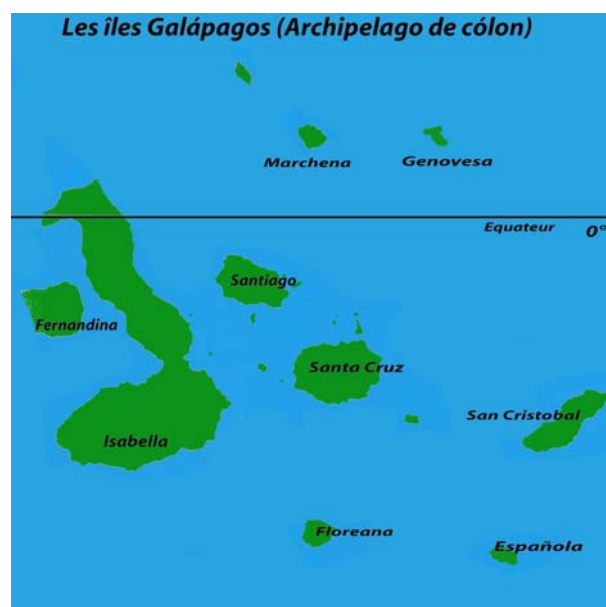 Les îles Galápagos (Archipelago de cólon)
Marchena
Genovesa
Equateur
0°
Santiago
Fernandina
Santa Cruz
San Cristobal
Isabella
Floreana
Española